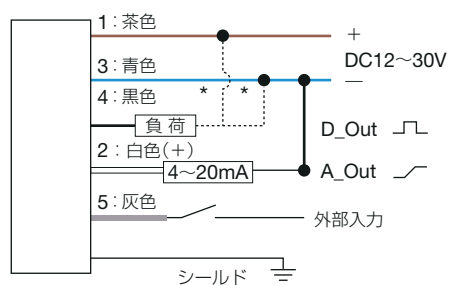 1：茶色
＋
DC12～30V
3：青色
－
4：黒色
* *
負 荷
D_Out
2：白色(＋)
4～20mA
A_Out
5：灰色
外部入力
シールド